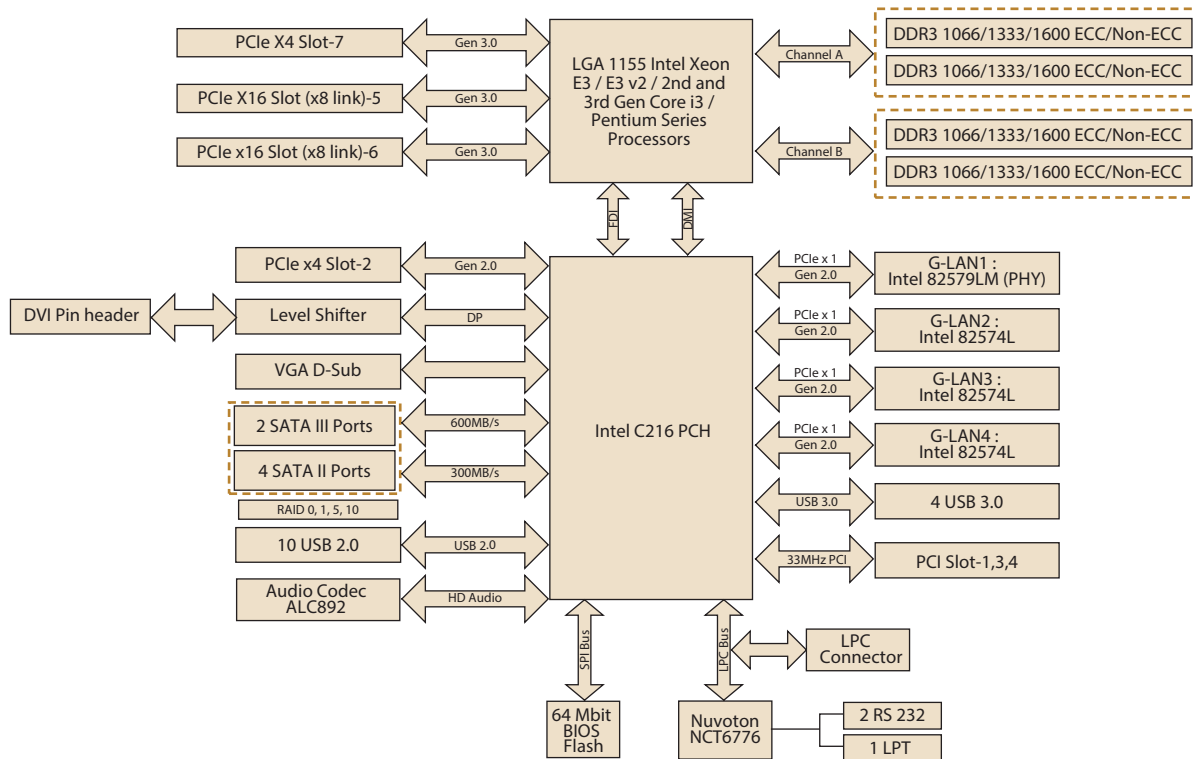 PCIe X4 Slot-7
Gen 3.0
PCIe X16 Slot (x8 link)-5
Gen 3.0
PCIe x16 Slot (x8 link)-6
Gen 3.0
LGA 1155 Intel Xeon
E3 / E3 v2 / 2nd and
3rd Gen Core i3 /
Pentium Series
Processors
Channel A
DDR3 1066/1333/1600 ECC/Non-ECC
DDR3 1066/1333/1600 ECC/Non-ECC
Channel B
DDR3 1066/1333/1600 ECC/Non-ECC
DDR3 1066/1333/1600 ECC/Non-ECC
FDI
DMI
PCIe x4 Slot-2
Gen 2.0
DVI Pin header
Level Shifter
DP
VGA D-Sub
2 SATA III Ports
600MB/s
4 SATA II Ports
300MB/s
RAID 0, 1, 5, 10
10 USB 2.0
USB 2.0
Audio Codec
ALC892
HD Audio
Intel C216 PCH
PCIe x 1
Gen 2.0
G-LAN1 :
Intel 82579LM (PHY)
PCIe x 1
Gen 2.0
G-LAN2 :
Intel 82574L
PCIe x 1
Gen 2.0
G-LAN3 :
Intel 82574L
PCIe x 1
Gen 2.0
G-LAN4 :
Intel 82574L
USB 3.0
4 USB 3.0
33MHz PCI
PCI Slot-1,3,4
SPI Bus
LPC Bus
LPC
Connector
64 Mbit
BIOS
Flash
Nuvoton
NCT6776
2 RS 232
1 LPT